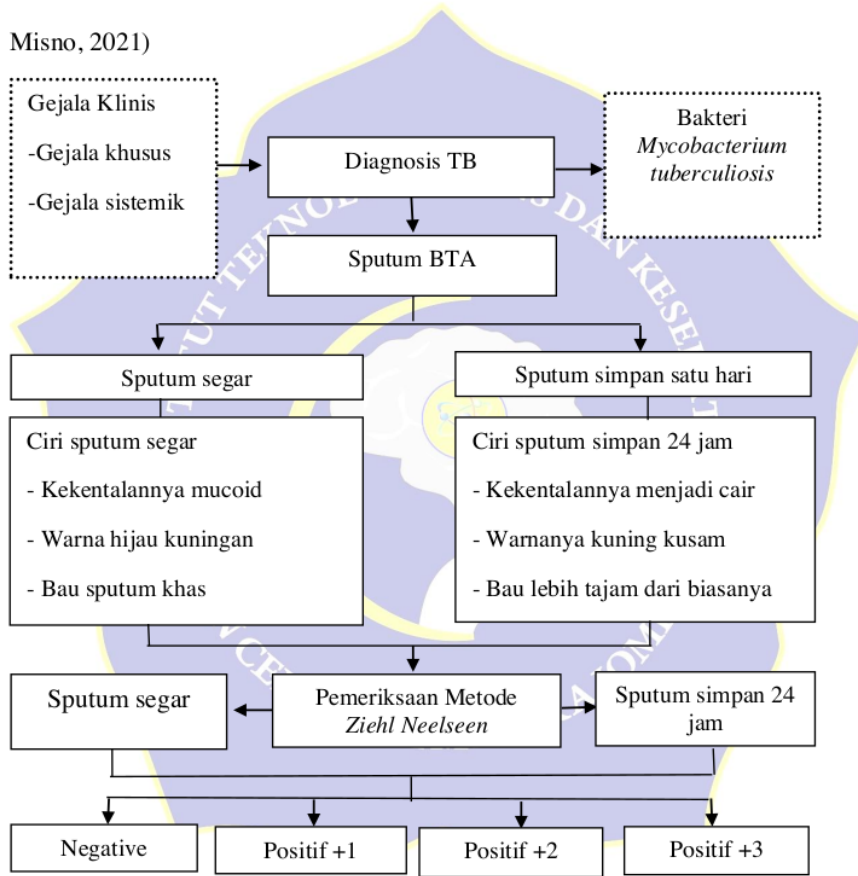 Misno, 2021)
Gejala Klinis
-Gejala khusus
-Gejala sistemik
Diagnosis TB
Bakteri
Mycobacterium
tuberculiosis
Sputum BTA
Sputum segar
Sputum simpan satu hari
Ciri sputum segar
- Kekentalannya mucoid
- Warna hijau kuningan
- Bau sputum khas
Ciri sputum simpan 24 jam
- Kekentalannya menjadi cair
- Warnanya kuning kusam
- Bau lebih tajam dari biasanya
Sputum segar
Pemeriksaan Metode
Ziehl Neelseen
Sputum simpan 24
jam
Negative
Positif +1
Positif +2
Positif +3